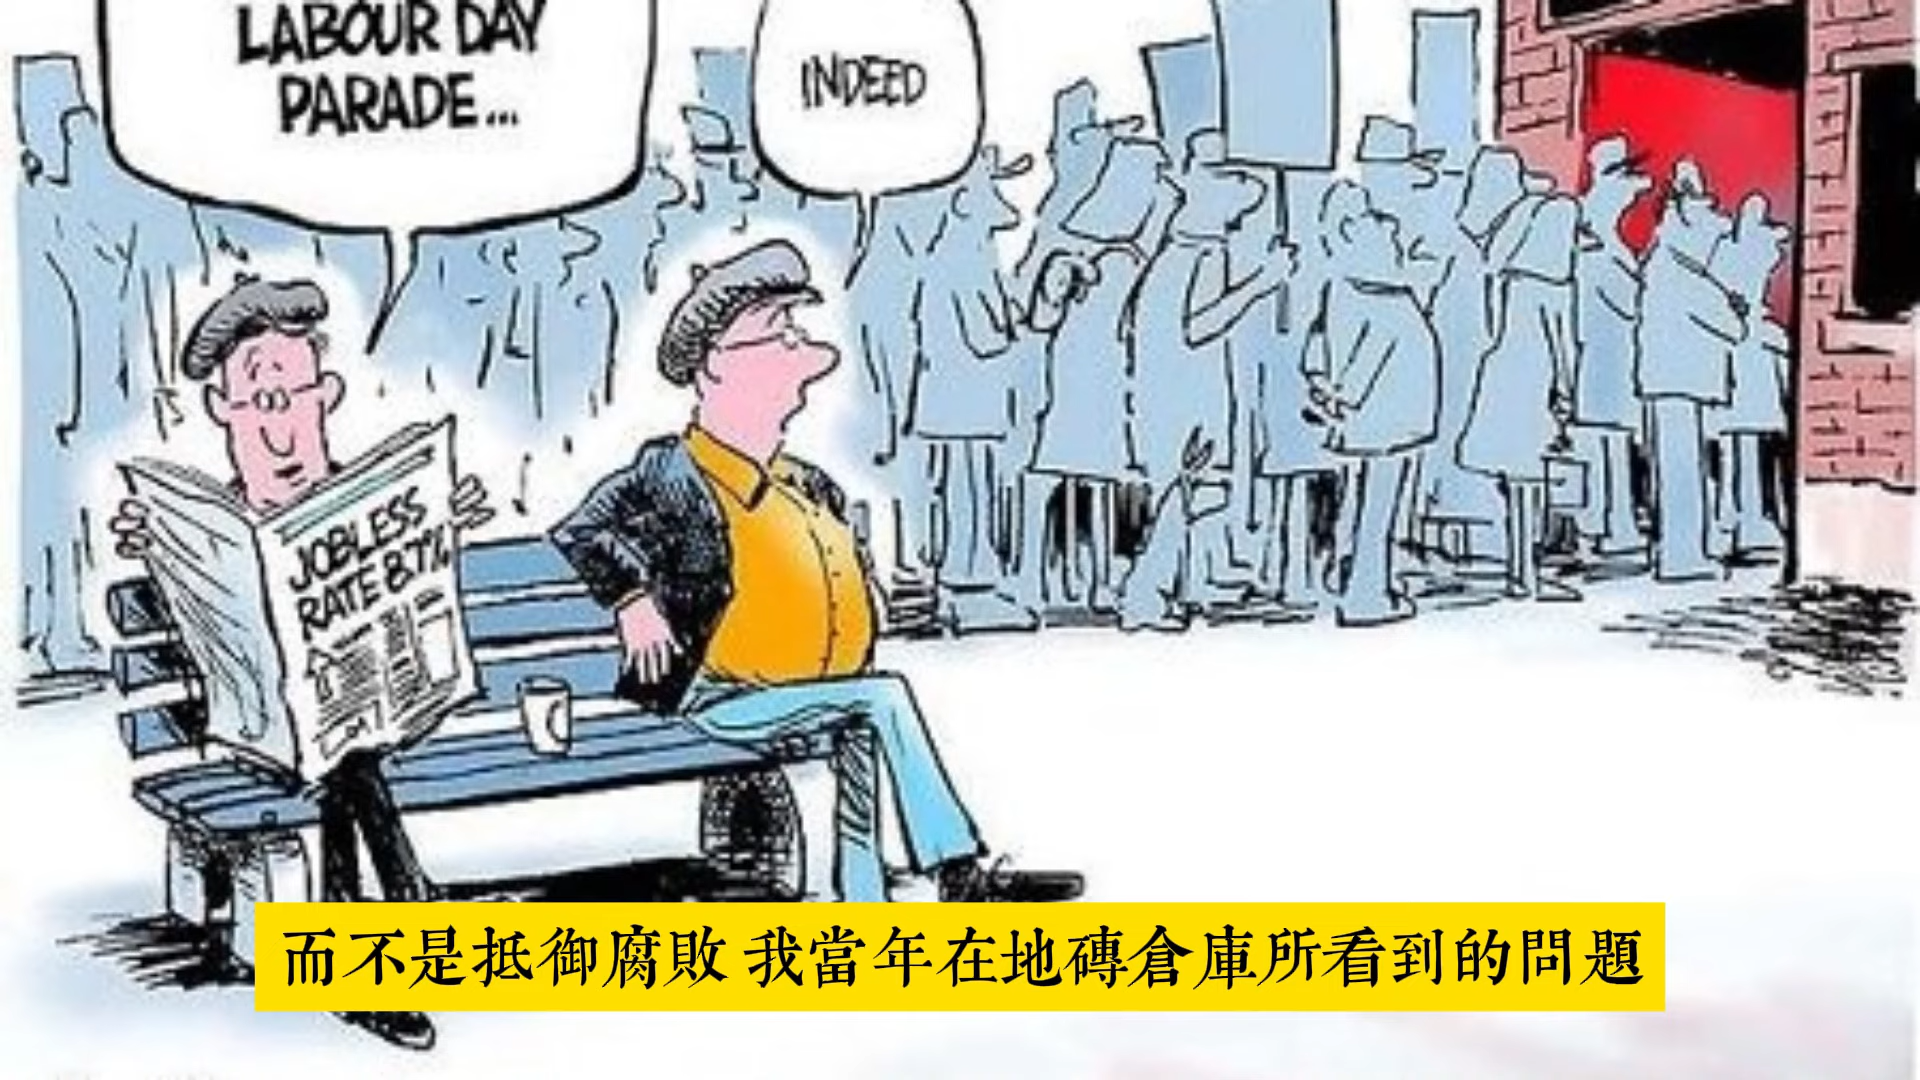 LABOUR DAY
PARADE...
INDEED
JOBLESS
RATE 8.7%
而不是抵御腐敗 我當年在地磚倉庫所看到的問題